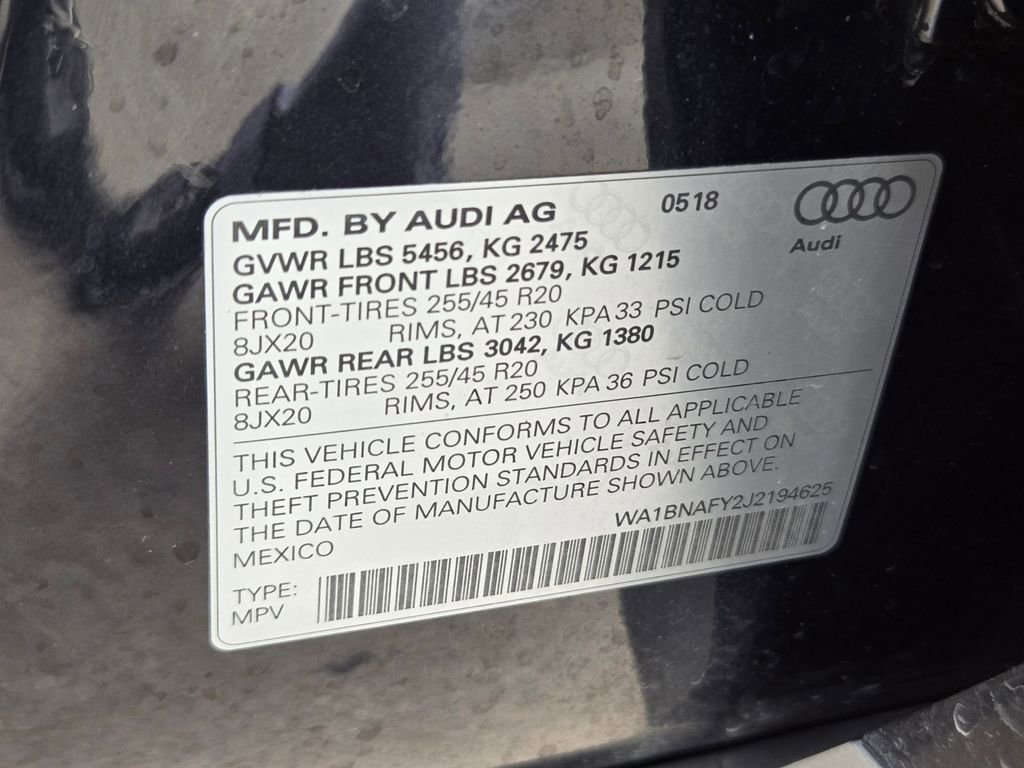 MFD. BY AUDI AG 0518
Audi
GVWR LBS 5456, KG 2475
GAWR FRONT LBS 2679, KG 1215
FRONT-TIRES 255/45 R20
8JX20 RIMS, AT 230 KPA 33 PSI COLD
GAWR REAR LBS 3042, KG 1380
REAR-TIRES 255/45 R20
8JX20 RIMS, AT 250 KPA 36 PSI COLD
THIS VEHICLE CONFORMS TO ALL APPLICABLE
U.S. FEDERAL MOTOR VEHICLE SAFETY AND
THEFT PREVENTION STANDARDS IN EFFECT ON
THE DATE OF MANUFACTURE SHOWN ABOVE.
MEXICO WA1BNAFY2J2194625
TYPE:
MPV